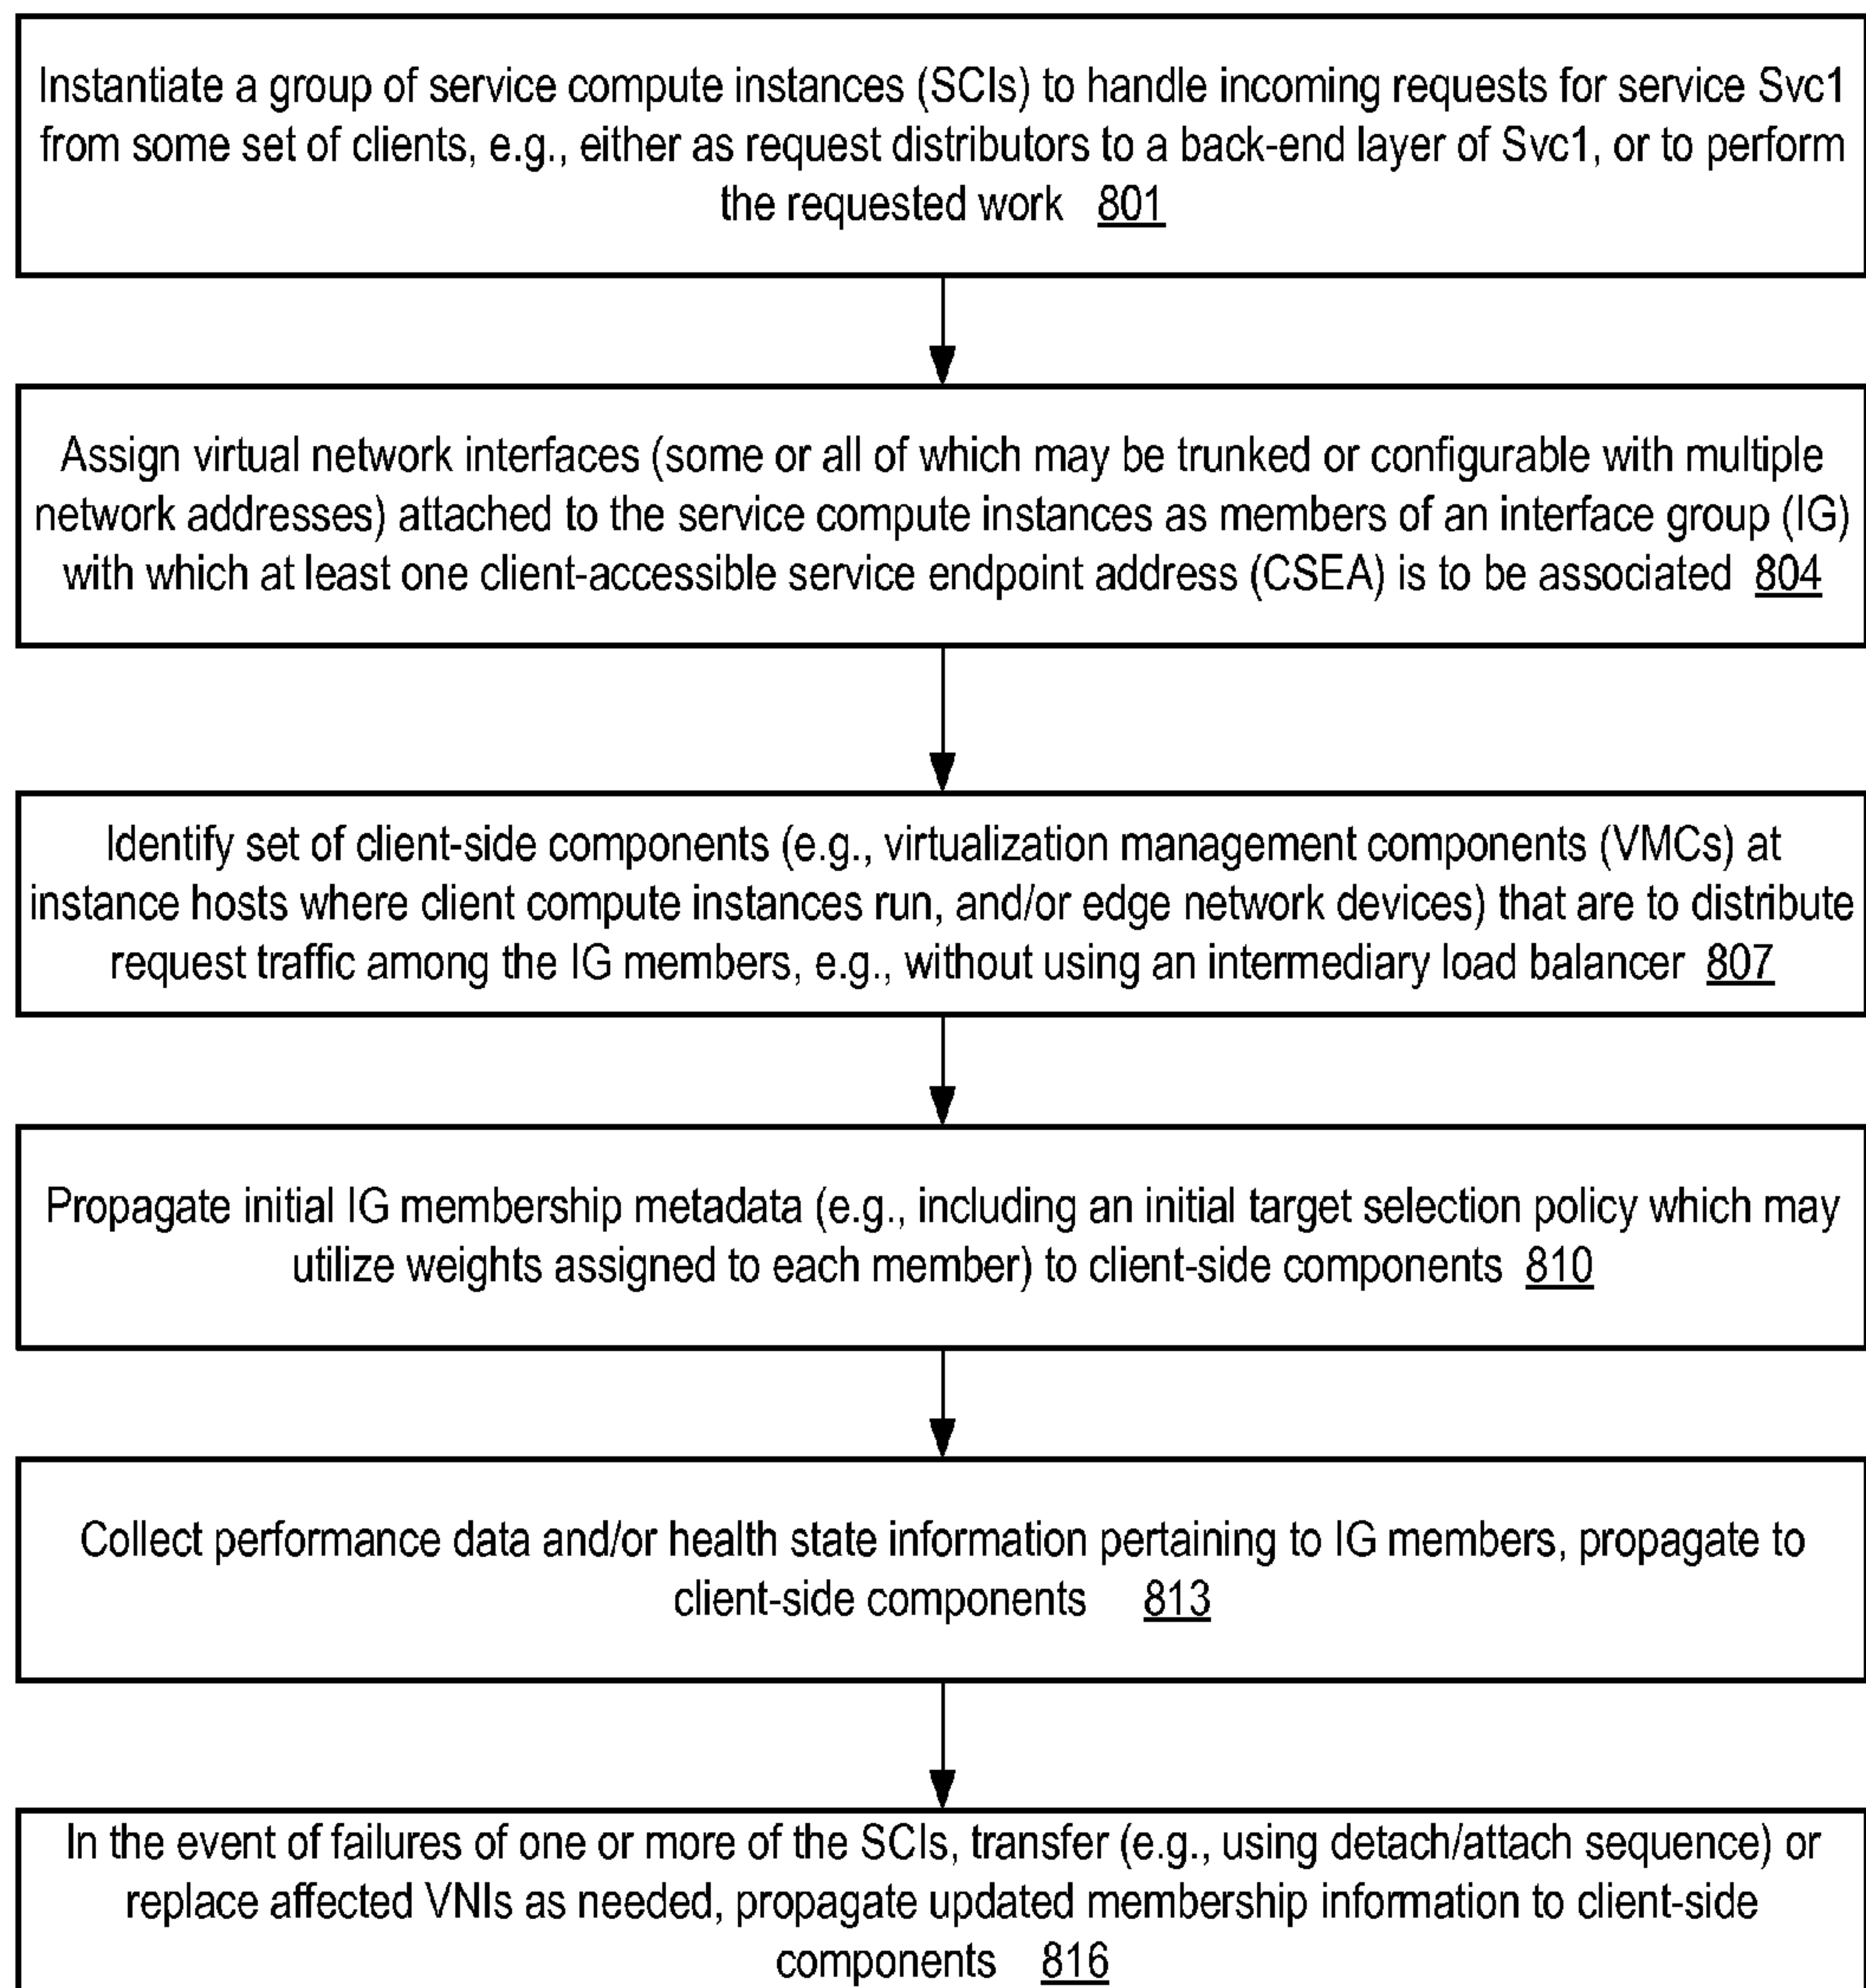 Instantiate a group of service compute instances (SCIs) to handle incoming requests for service Svc1
from some set of clients, e.g., either as request distributors to a back-end layer of Svc1, or to perform
the requested work 801
Assign virtual network interfaces (some or all of which may be trunked or configurable with multiple
network addresses) attached to the service compute instances as members of an interface group (IG)
with which at least one client-accessible service endpoint address (CSEA) is to be associated 804
Identify set of client-side components (e.g., virtualization management components (VMCs) at
instance hosts where client compute instances run, and/or edge network devices) that are to distribute
request traffic among the IG members, e.g., without using an intermediary load balancer 807
Propagate initial IG membership metadata (e.g., including an initial target selection policy which may
utilize weights assigned to each member) to client-side components 810
Collect performance data and/or health state information pertaining to IG members, propagate to
client-side components 813
In the event of failures of one or more of the SCIs, transfer (e.g., using detach/attach sequence) or
replace affected VNIs as needed, propagate updated membership information to client-side
components 816